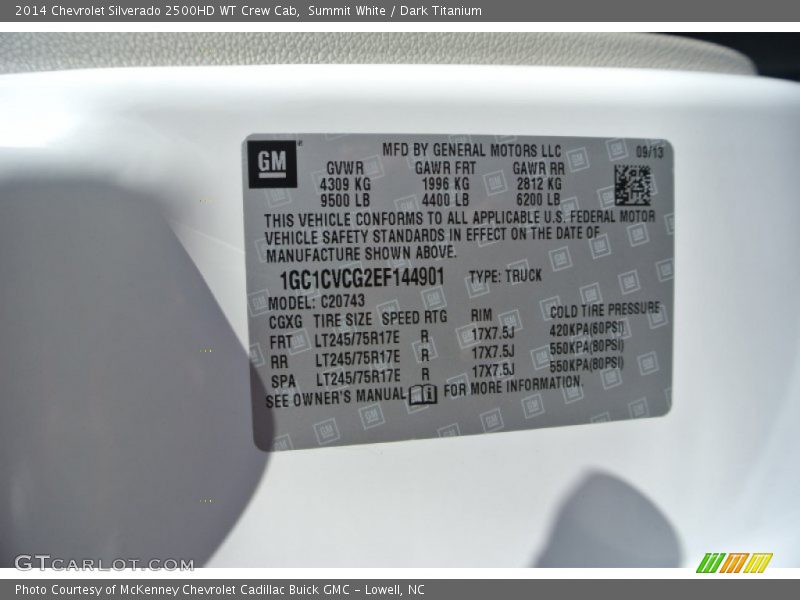 2014 Chevrolet Silverado 2500HD WT Crew Cab, Summit White / Dark Titanium
GM
MFD BY GENERAL MOTORS LLC 09/13
GVWR GAWR FRT GAWR RR
4309 KG 1996 KG 2812 KG
9500 LB 4400 LB 6200 LB
THIS VEHICLE CONFORMS TO ALL APPLICABLE U.S. FEDERAL MOTOR
VEHICLE SAFETY STANDARDS IN EFFECT ON THE DATE OF
MANUFACTURE SHOWN ABOVE.
1GC1CVCG2EF144901 TYPE: TRUCK
MODEL: C20743
CGXG TIRE SIZE SPEED RTG RIM COLD TIRE PRESSURE
FRT LT245/75R17E R 17X7.5J 420KPA(60PSI)
RR LT245/75R17E R 17X7.5J 550KPA(80PSI)
SPA LT245/75R17E R 17X7.5J 550KPA(80PSI)
SEE OWNER'S MANUAL i FOR MORE INFORMATION.
GTCARLOT.COM
Photo Courtesy of McKenney Chevrolet Cadillac Buick GMC - Lowell, NC